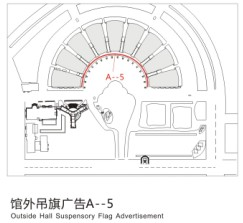 A--5
馆外吊旗广告A--5
Outside Hall Suspensory Flag Advertisement